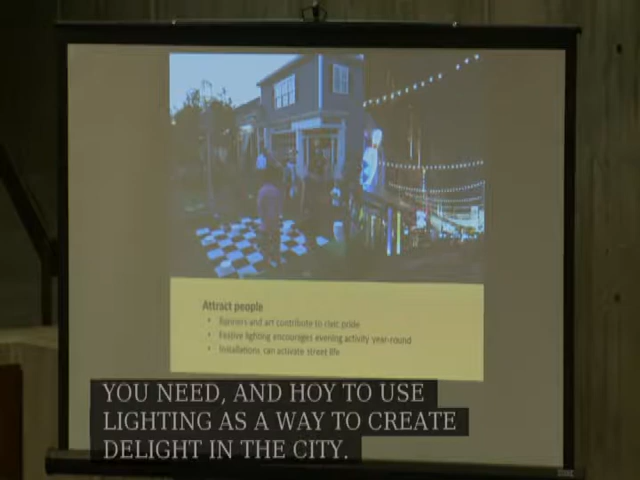 Attract people
• Banners and art contribute to civic pride
• Festive lighting encourages evening activity year-round
• Installations can activate street life
YOU NEED, AND HOY TO USE
LIGHTING AS A WAY TO CREATE
DELIGHT IN THE CITY.